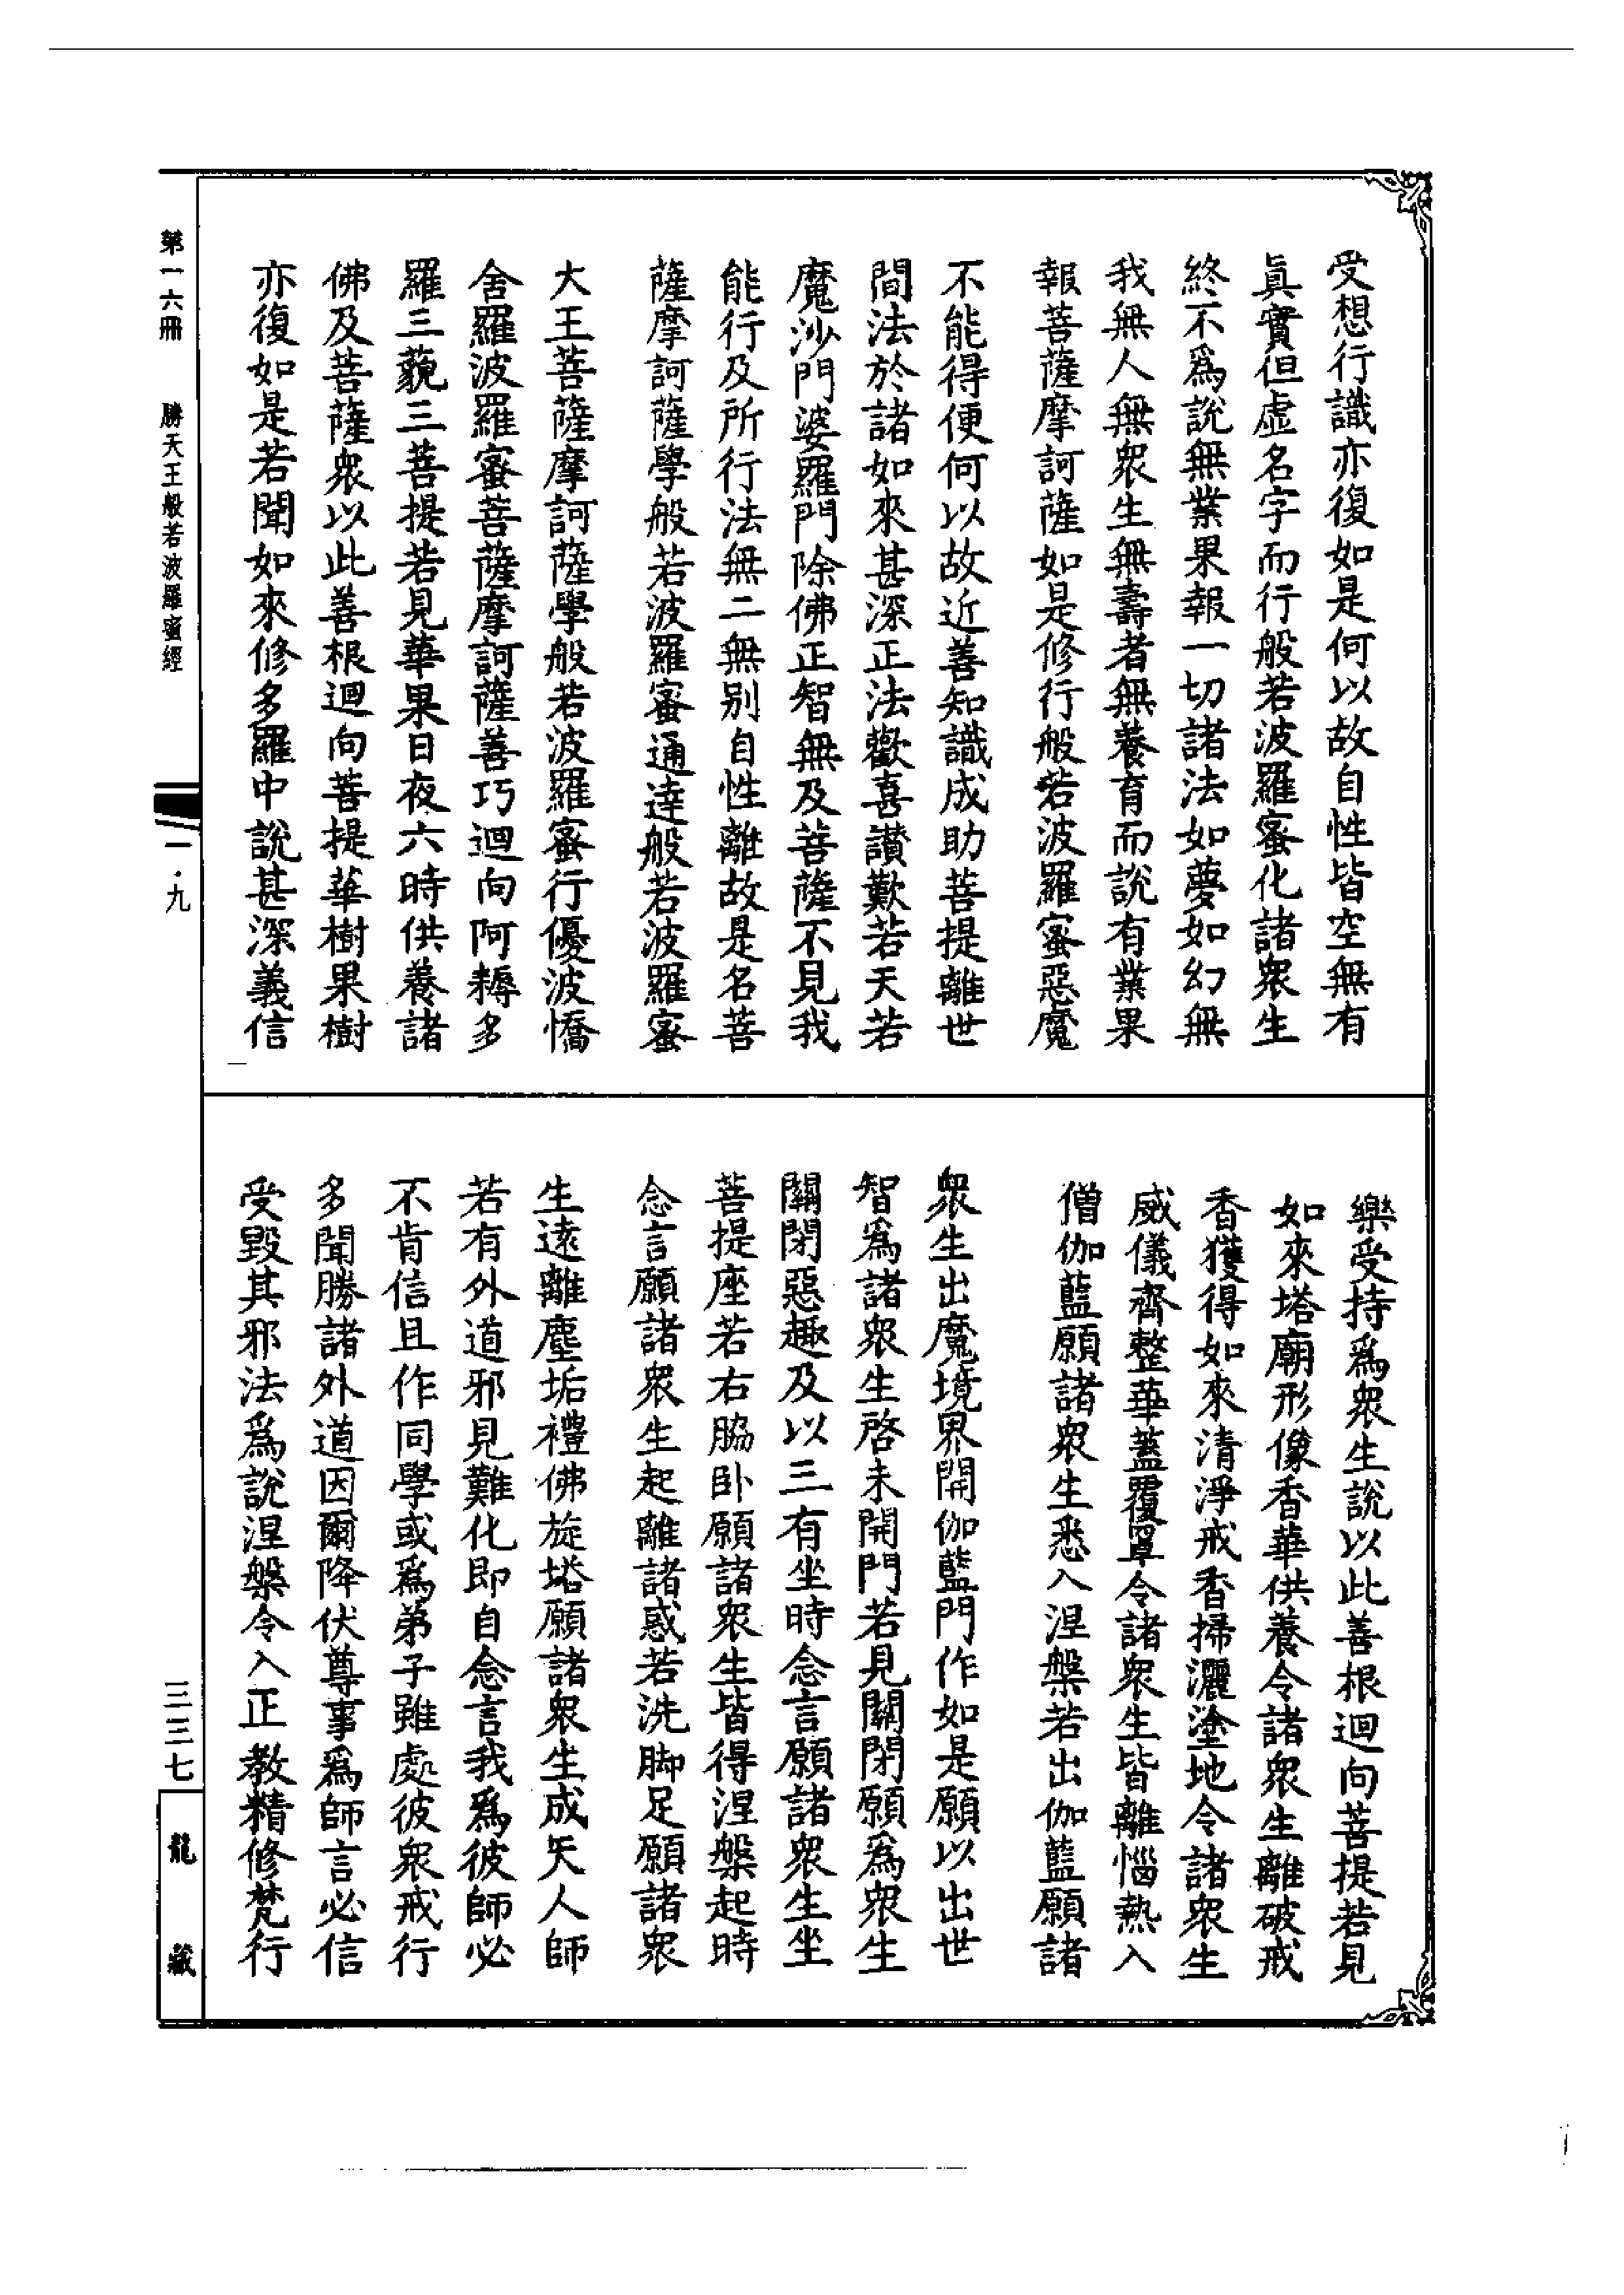 受想行識亦復如是何以故自性皆空無有
眞實但虛名字而行般若波羅蜜化諸衆生
終不爲說無業果報一切諸法如夢如幻無
我無人無衆生無壽者無養育而說有業果
報菩薩摩訶薩如是修行般若波羅蜜惡魔
不能得便何以故近善知識成助菩提離世
間法於諸如來甚深正法歡喜讚歎若天若
魔沙門婆羅門除佛正智無及菩薩不見我
能行及所行法無二無别自性離故是名菩
薩摩訶薩學般若波羅蜜通達般若波羅蜜
大王菩薩摩訶薩學般若波羅蜜行優波憍
舍羅波羅蜜菩薩摩訶薩善巧迴向阿耨多
羅三藐三菩提若見華果日夜六時供養諸
佛及菩薩衆以此善根迴向菩提華樹果樹
亦復如是若聞如來修多羅中說甚深義信
樂受持爲衆生說以此善根迴向菩提若見
如來塔廟形像香華供養令諸衆生離破戒
香獲得如來清淨戒香掃灑塗地令諸衆生
威儀齊整華蓋覆罩令諸衆生皆離惱熱入
僧伽藍願諸衆生悉入涅槃若出伽藍願諸
衆生出魔境界開伽藍門作如是願以出世
智爲諸衆生啓未開門若見關閉願爲衆生
關閉惡趣及以三有坐時念言願諸衆生坐
菩提座若右脇卧願諸衆生皆得涅槃起時
念言願諸衆生起離諸惑若洗脚足願諸衆
生遠離塵垢禮佛旋塔願諸衆生成天人師
若有外道邪見難化即自念言我爲彼師必
不肯信且作同學或爲弟子雖處彼衆戒行
多聞勝諸外道因爾降伏尊事爲師言必信
受毀其邪法爲說涅槃令入正教精修梵行
第一六冊 勝天王般若波羅蜜經 一·九 三三七 龍藏